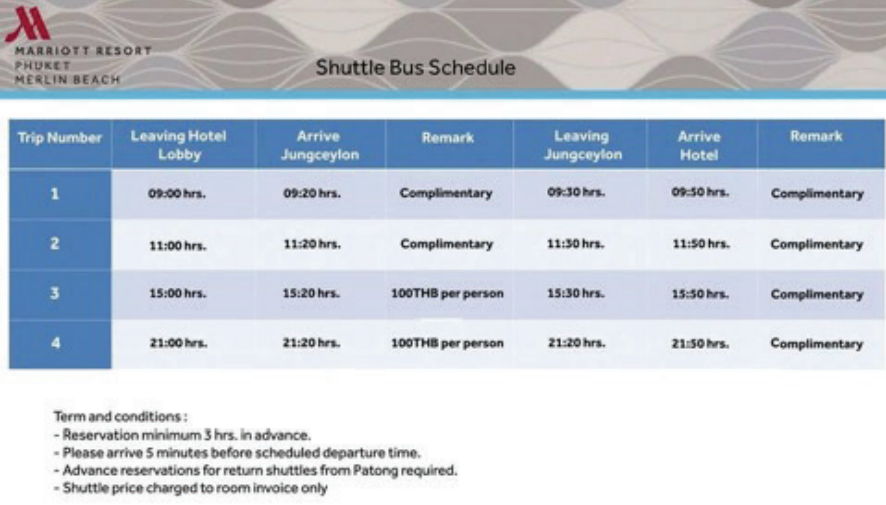 MARRIOTT RESORT
PHUKET
MERLIN BEACH
Shuttle Bus Schedule
Trip Number Leaving Hotel Lobby Arrive Jungceylon Remark Leaving Jungceylon Arrive Hotel Remark
1 09:00 hrs. 09:20 hrs. Complimentary 09:30 hrs. 09:50 hrs. Complimentary
2 11:00 hrs. 11:20 hrs. Complimentary 11:30 hrs. 11:50 hrs. Complimentary
3 15:00 hrs. 15:20 hrs. 100THB per person 15:30 hrs. 15:50 hrs. Complimentary
4 21:00 hrs. 21:20 hrs. 100THB per person 21:20 hrs. 21:50 hrs. Complimentary
Term and conditions :
- Reservation minimum 3 hrs. in advance.
- Please arrive 5 minutes before scheduled departure time.
- Advance reservations for return shuttles from Patong required.
- Shuttle price charged to room invoice only